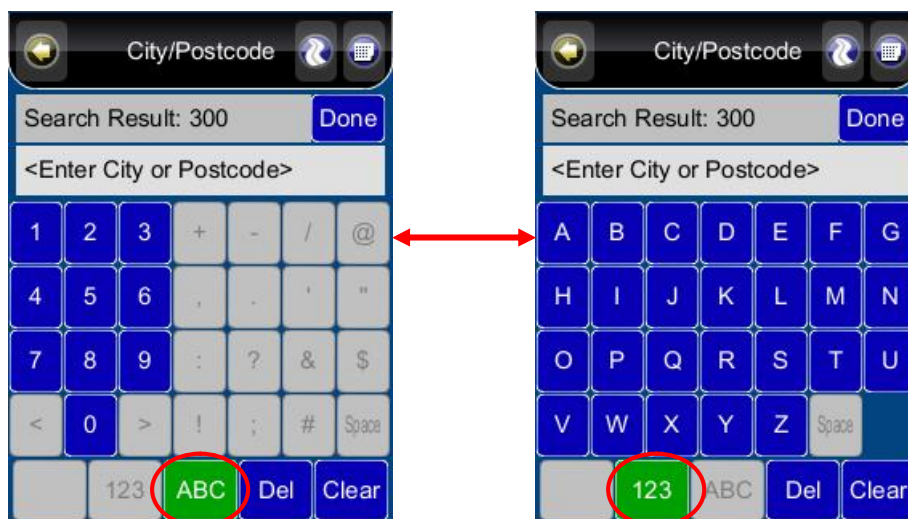 City/Postcode
Search Result: 300 Done
<Enter City or Postcode>
1 2 3 + - / @
4 5 6 , . ' "
7 8 9 : ? & $
< 0 > ! ; # Space
123 ABC Del Clear
City/Postcode
Search Result: 300 Done
<Enter City or Postcode>
A B C D E F G
H I J K L M N
O P Q R S T U
V W X Y Z Space
123 ABC Del Clear